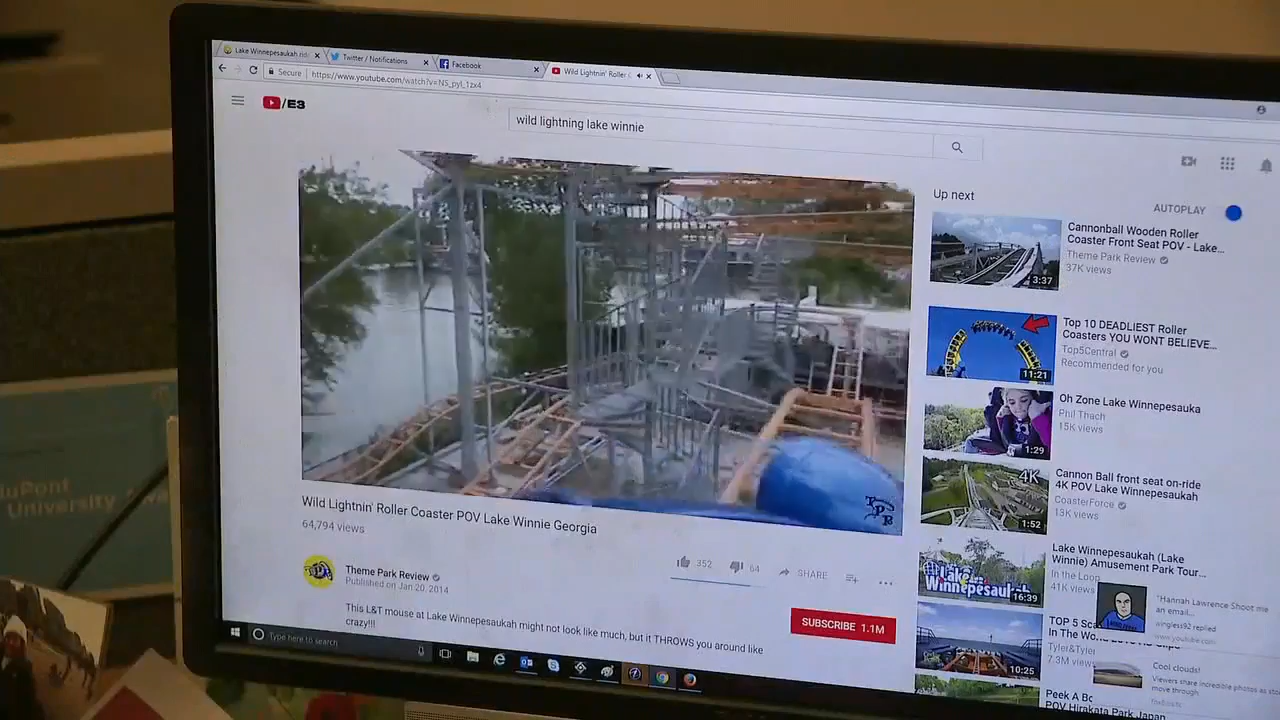 Lake Winnepesaukah rid
Twitter / Notifications
Facebook
Wild Lightnin' Roller C
Secure
https://www.youtube.com/watch?v=NS_pyl_1zx4
/E3
wild lightning lake winnie
Up next
AUTOPLAY
Cannonball Wooden Roller
Coaster Front Seat POV - Lake...
Theme Park Review
37K views
3:37
Top 10 DEADLIEST Roller
Coasters YOU WONT BELIEVE...
Top5Central
Recommended for you
11:21
Oh Zone Lake Winnepesauka
Phil Thach
15K views
1:29
Cannon Ball front seat on-ride
4K POV Lake Winnepesaukah
CoasterForce
13K views
4K
1:52
Lake Winnepesaukah (Lake
Winnie) Amusement Park Tour...
In the Loop
41K views
Lake
Winnepesaukah
16:39
TOP 5
In The
Tyler&Tyler
7.3M views
10:25
Peek A
POV Hirakata Park Japan
"Hannah Lawrence Shoot me
an email...
wingless92 replied
www.youtube.com
Cool clouds!
Viewers share incredible photos as
move through
TPR
Wild Lightnin' Roller Coaster POV Lake Winnie Georgia
64,794 views
352
64
SHARE
Theme Park Review
Published on Jan 20, 2014
SUBSCRIBE 1.1M
This L&T mouse at Lake Winnepesaukah might not look like much, but it THROWS you around like
crazy!!!
Type here to search
duPont
University